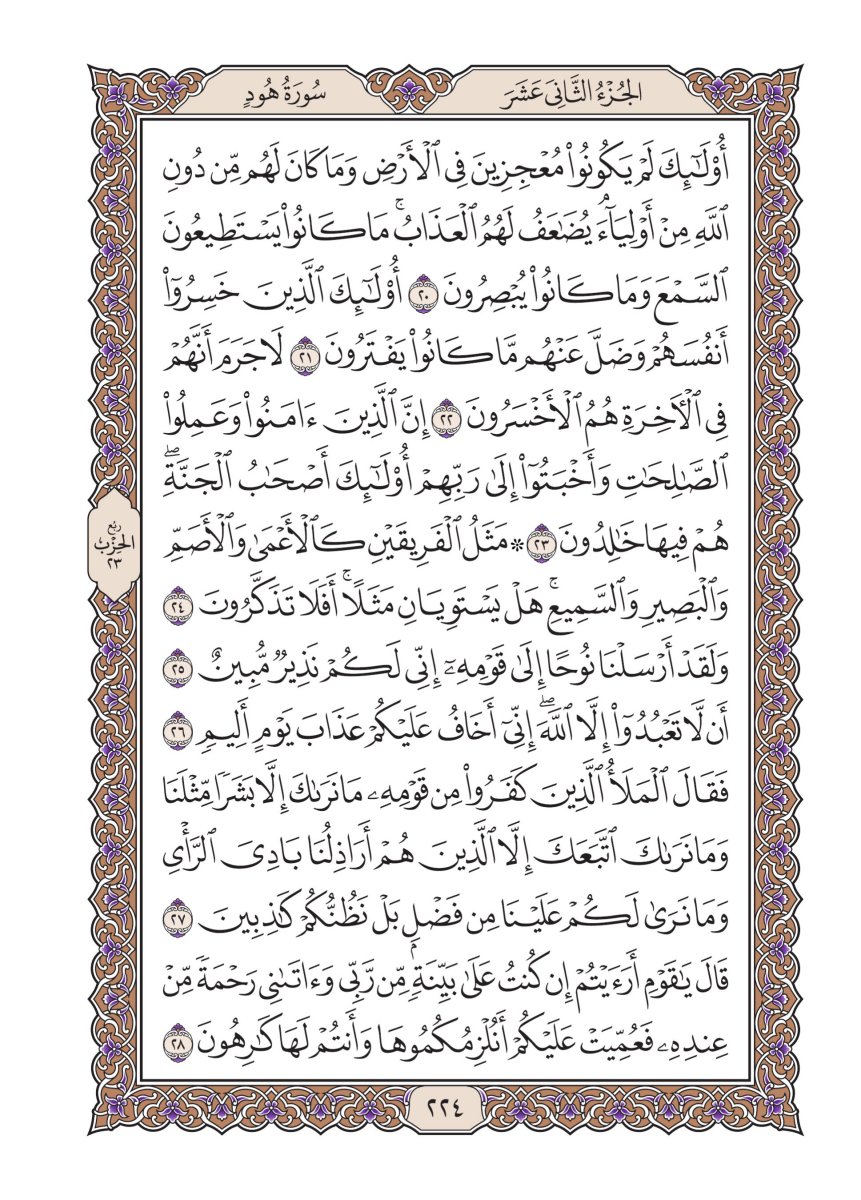 الجُزْءُ الثَّانِىَ عَشَرَ
سُورَةُ هُودٍ
أُوْلَـٰٓئِكَ لَمْ يَكُونُوا۟ مُعْجِزِينَ فِى ٱلْأَرْضِ وَمَا كَانَ لَهُم مِّن دُونِ
ٱللَّهِ مِنْ أَوْلِيَآءَۘ يُضَـٰعَفُ لَهُمُ ٱلْعَذَابُۚ مَا كَانُوا۟ يَسْتَطِيعُونَ
ٱلسَّمْعَ وَمَا كَانُوا۟ يُبْصِرُونَ ٢٠ أُوْلَـٰٓئِكَ ٱلَّذِينَ خَسِرُوٓا۟
أَنفُسَهُمْ وَضَلَّ عَنْهُم مَّا كَانُوا۟ يَفْتَرُونَ ٢١ لَا جَرَمَ أَنَّهُمْ
فِى ٱلْـَٔاخِرَةِ هُمُ ٱلْأَخْسَرُونَ ٢٢ إِنَّ ٱلَّذِينَ ءَامَنُوا۟ وَعَمِلُوا۟
ٱلصَّـٰلِحَـٰتِ وَأَخْبَتُوٓا۟ إِلَىٰ رَبِّهِمْ أُوْلَـٰٓئِكَ أَصْحَـٰبُ ٱلْجَنَّةِۖ
هُمْ فِيهَا خَـٰلِدُونَ ٢٣ ۞ مَثَلُ ٱلْفَرِيقَيْنِ كَٱلْأَعْمَىٰ وَٱلْأَصَمِّ
رُبْع
الحِزْب
٢٣
وَٱلْبَصِيرِ وَٱلسَّمِيعِۚ هَلْ يَسْتَوِيَانِ مَثَلًاۚ أَفَلَا تَذَكَّرُونَ ٢٤
وَلَقَدْ أَرْسَلْنَا نُوحًا إِلَىٰ قَوْمِهِۦٓ إِنِّى لَكُمْ نَذِيرٌ مُّبِينٌ ٢٥
أَن لَّا تَعْبُدُوٓا۟ إِلَّا ٱللَّهَۖ إِنِّىٓ أَخَافُ عَلَيْكُمْ عَذَابَ يَوْمٍ أَلِيمٍ ٢٦
فَقَالَ ٱلْمَلَأُ ٱلَّذِينَ كَفَرُوا۟ مِن قَوْمِهِۦ مَا نَرَىٰكَ إِلَّا بَشَرًا مِّثْلَنَا
وَمَا نَرَىٰكَ ٱتَّبَعَكَ إِلَّا ٱلَّذِينَ هُمْ أَرَاذِلُنَا بَادِىَ ٱلرَّأْىِ
وَمَا نَرَىٰ لَكُمْ عَلَيْنَا مِن فَضْلٍۭ بَلْ نَظُنُّكُمْ كَـٰذِبِينَ ٢٧
قَالَ يَـٰقَوْمِ أَرَءَيْتُمْ إِن كُنتُ عَلَىٰ بَيِّنَةٍ مِّن رَّبِّى وَءَاتَىٰنِى رَحْمَةً مِّنْ
عِندِهِۦ فَعُمِّيَتْ عَلَيْكُمْ أَنُلْزِمُكُمُوهَا وَأَنتُمْ لَهَا كَـٰرِهُونَ ٢٨
٢٢٤